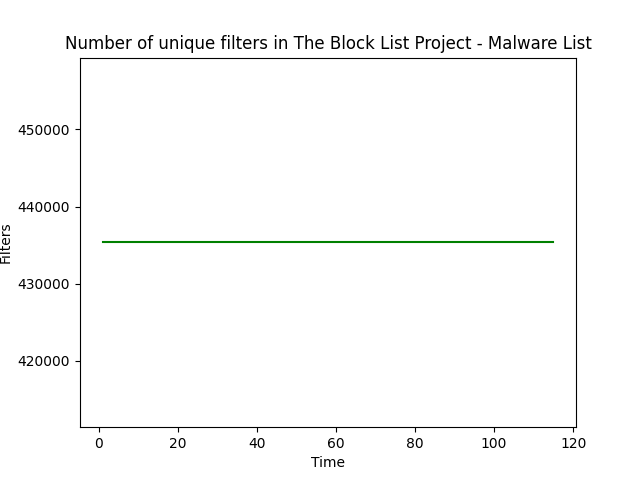 Number of unique filters in The Block List Project - Malware List
450000
440000
430000
420000
Filters
0 20 40 60 80 100 120
Time